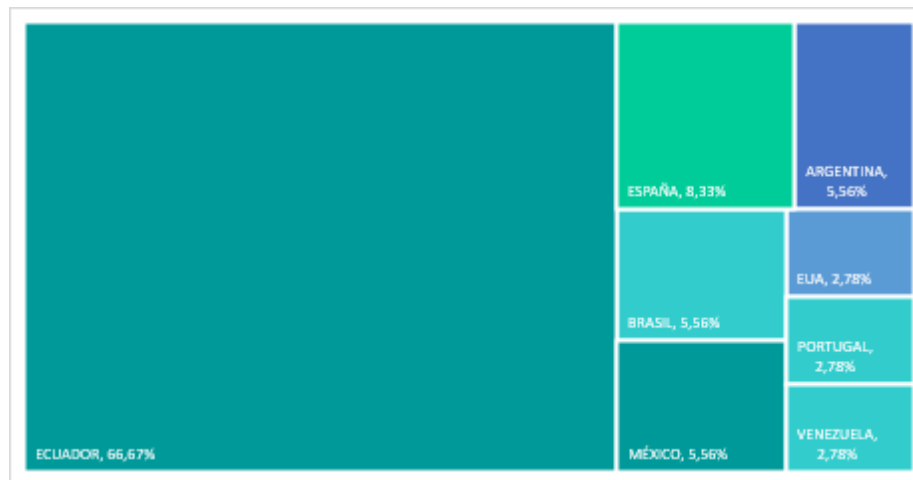 ECUADOR, 66,67%
ESPAÑA, 8,33%
ARGENTINA,
5,56%
BRASIL, 5,56%
MÉXICO, 5,56%
EUA, 2,78%
PORTUGAL,
2,78%
VENEZUELA,
2,78%